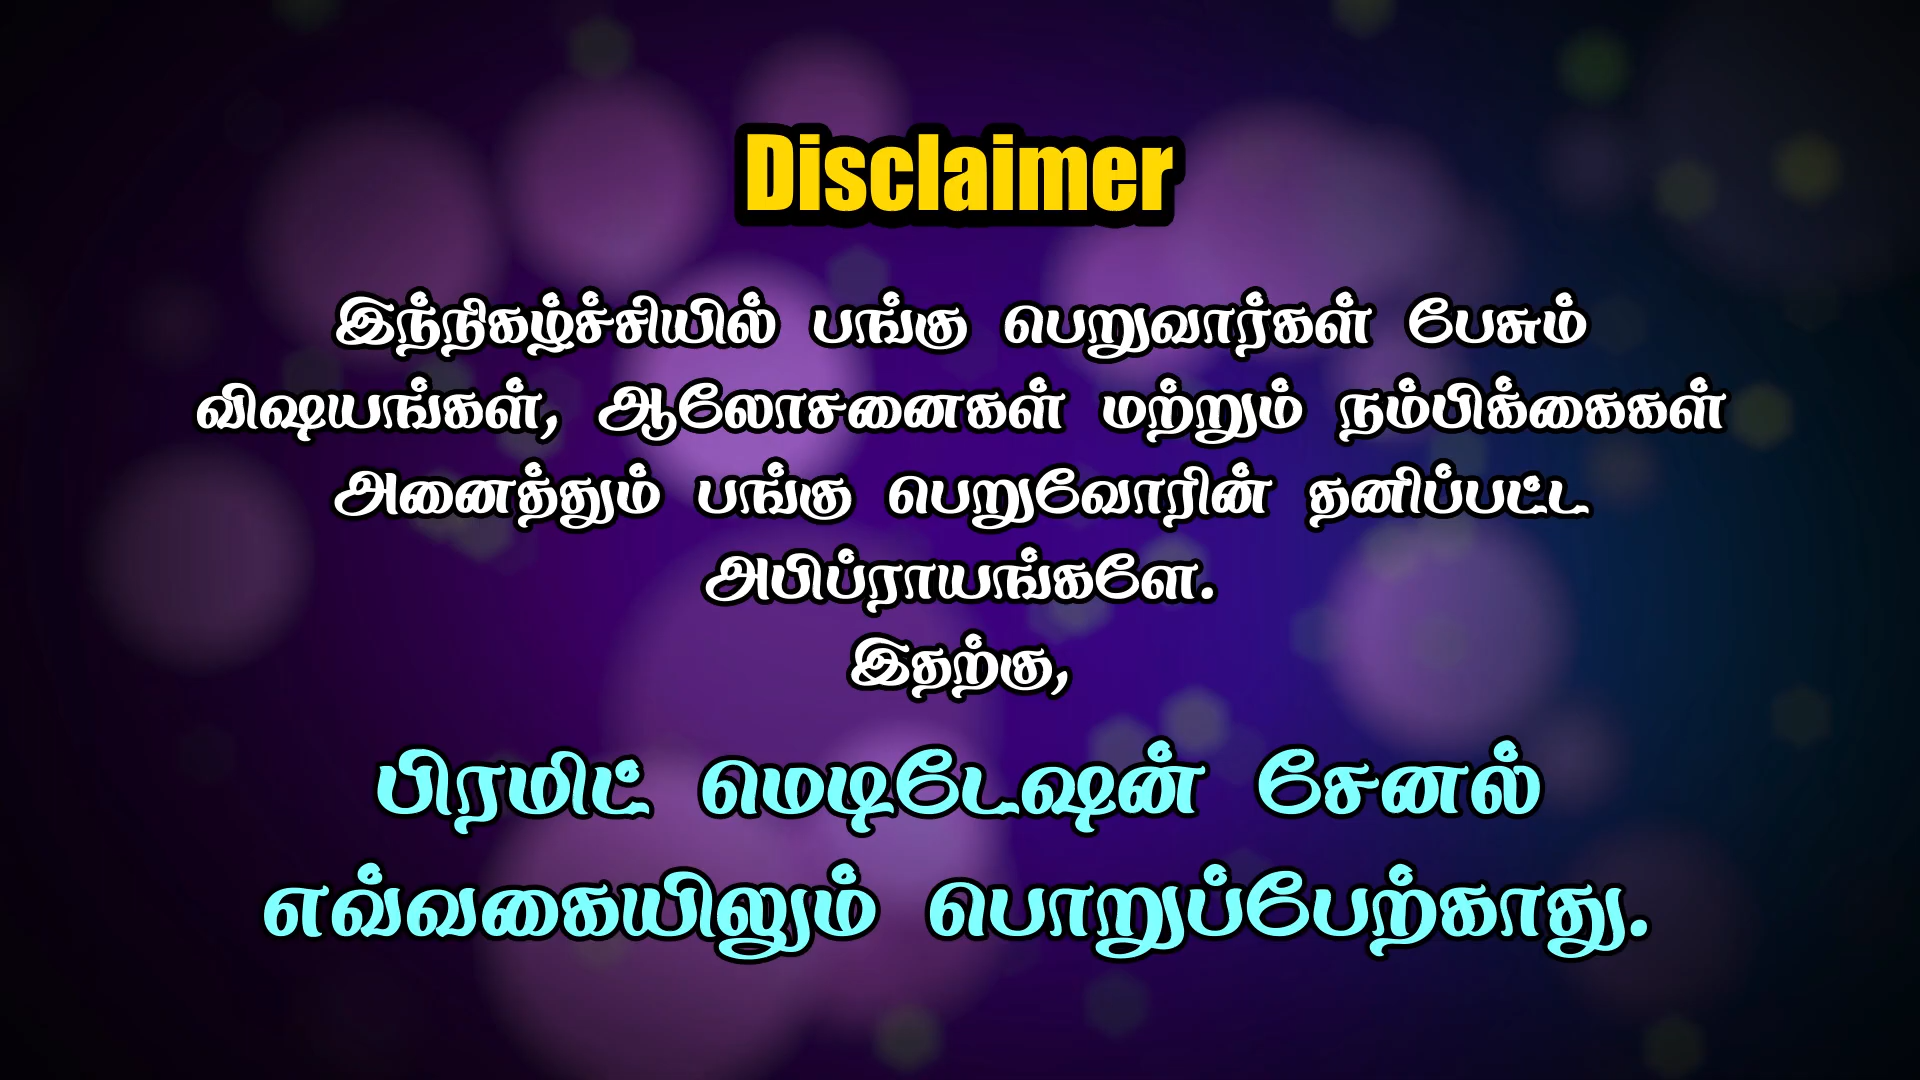 Disclaimer
இந்நிகழ்ச்சியில் பங்கு பெறுவார்கள் பேசும்
விஷயங்கள், ஆலோசனைகள் மற்றும் நம்பிக்கைகள்
அனைத்தும் பங்கு பெறுவோரின் தனிப்பட்ட
அபிப்ராயங்களே.
இதற்கு,
பிரமிட் மெடிடேஷன் சேனல்
எவ்வகையிலும் பொறுப்பேற்காது.